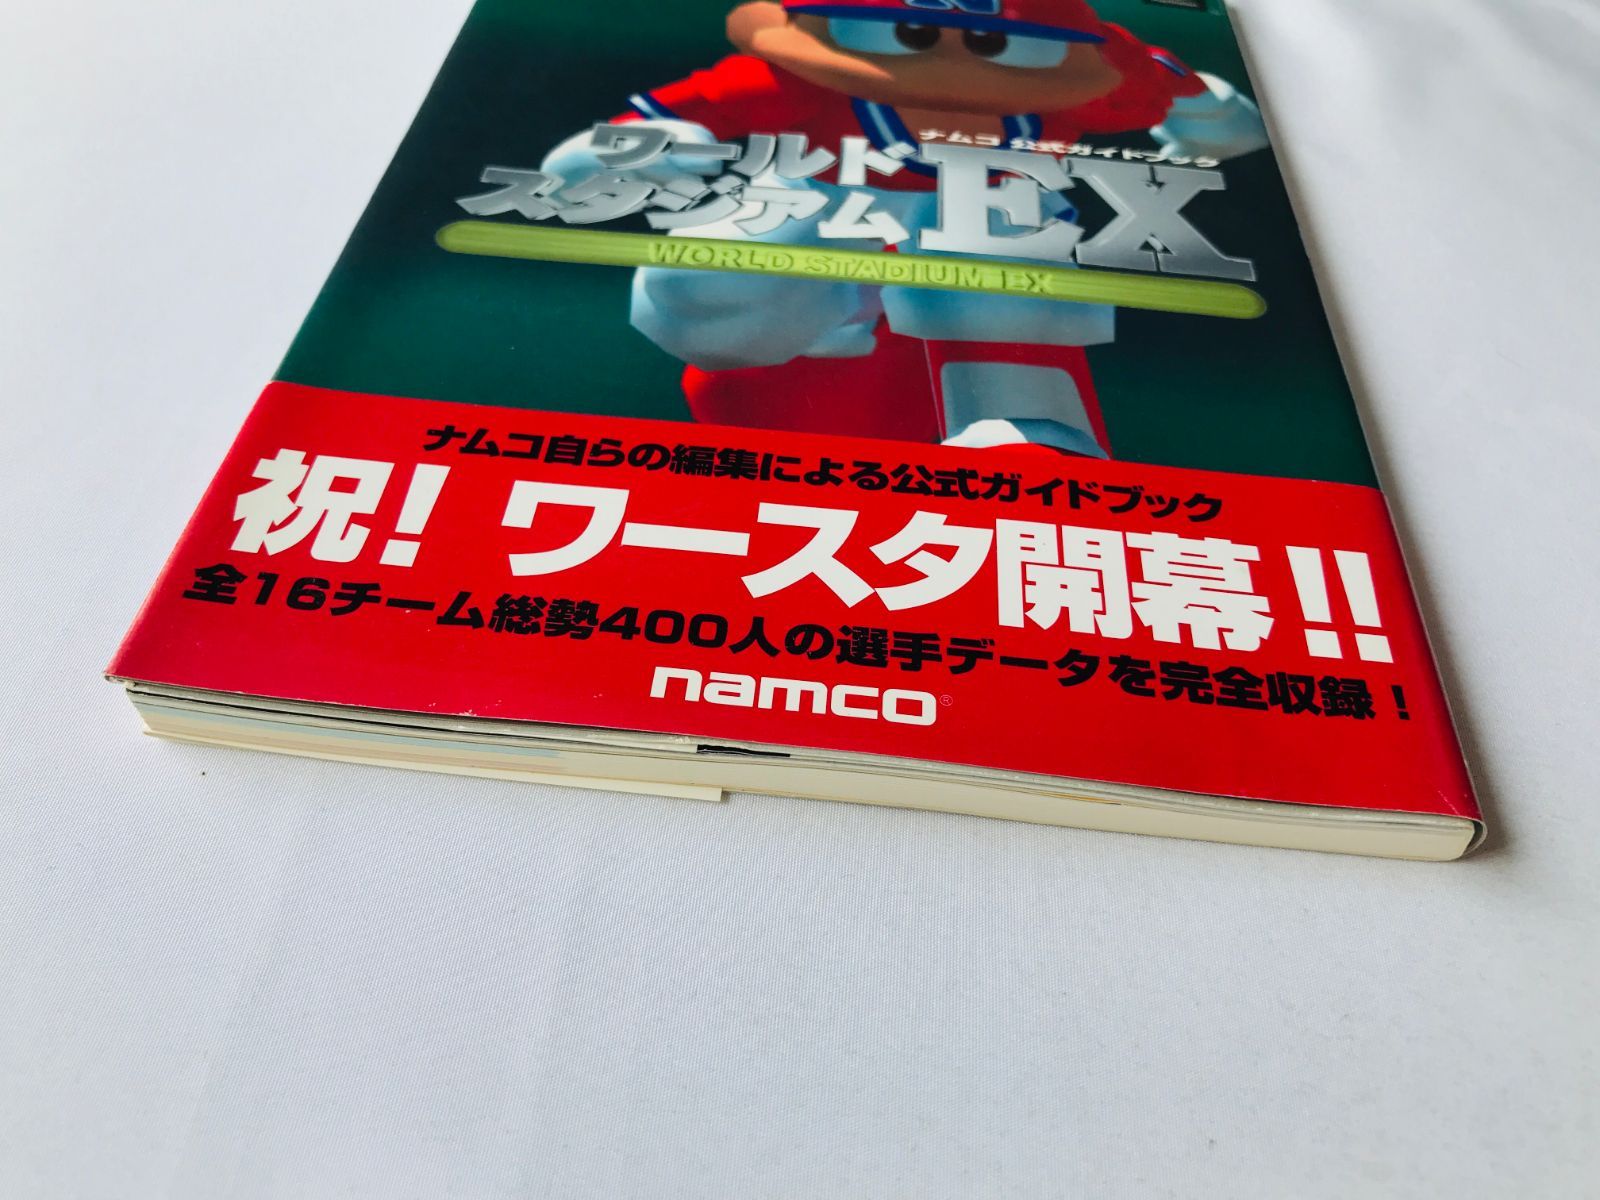 N
ナムコ 公式ガイドブック
ワールド
スタジアム EX
WORLD STADIUM EX
ナムコ自らの編集による公式ガイドブック
祝! ワースタ開幕!!
全16チーム総勢400人の選手データを完全収録!
namco®